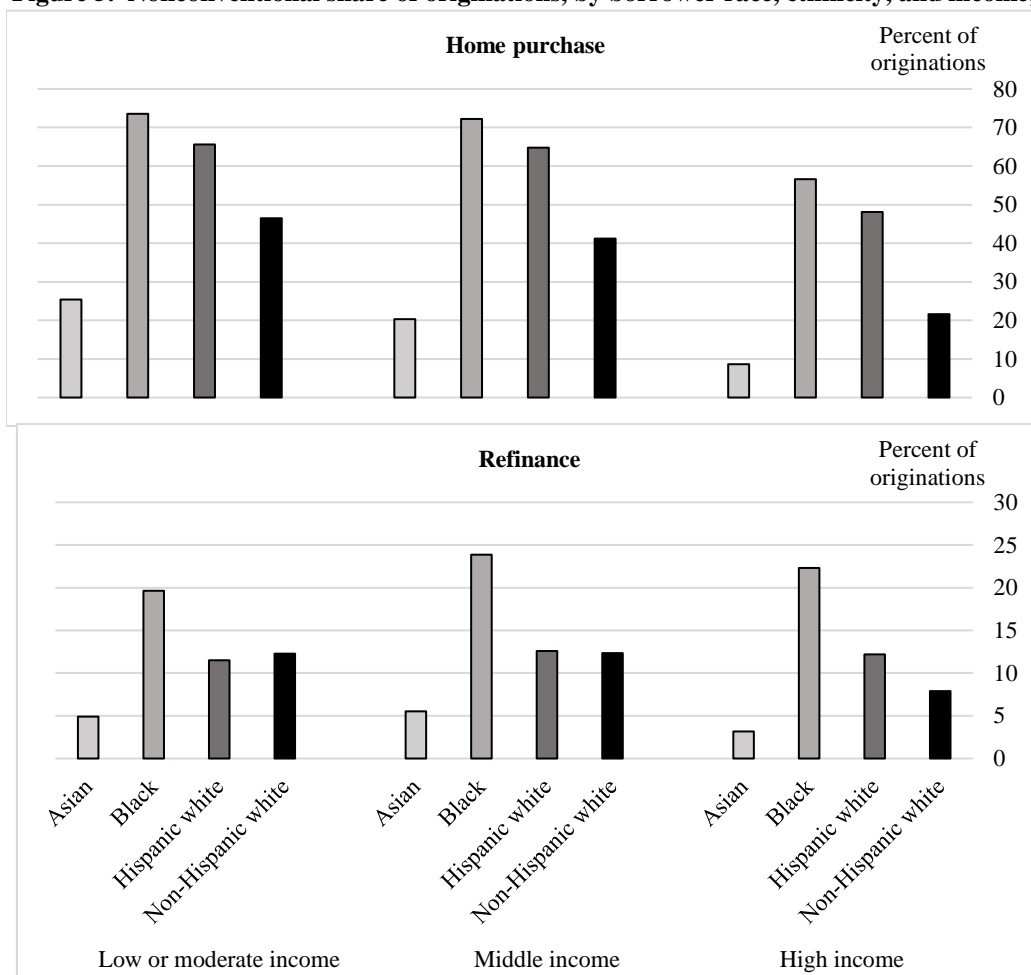 Figure 3. Nonconventional share of originations, by borrower race, ethnicity, and income,
Home purchase
Percent of
originations
80
70
60
50
40
30
20
10
0
Refinance
Percent of
originations
30
25
20
15
10
5
0
Asian
Black
Hispanic white
Non-Hispanic white
Asian
Black
Hispanic white
Non-Hispanic white
Asian
Black
Hispanic white
Non-Hispanic white
Low or moderate income
Middle income
High income